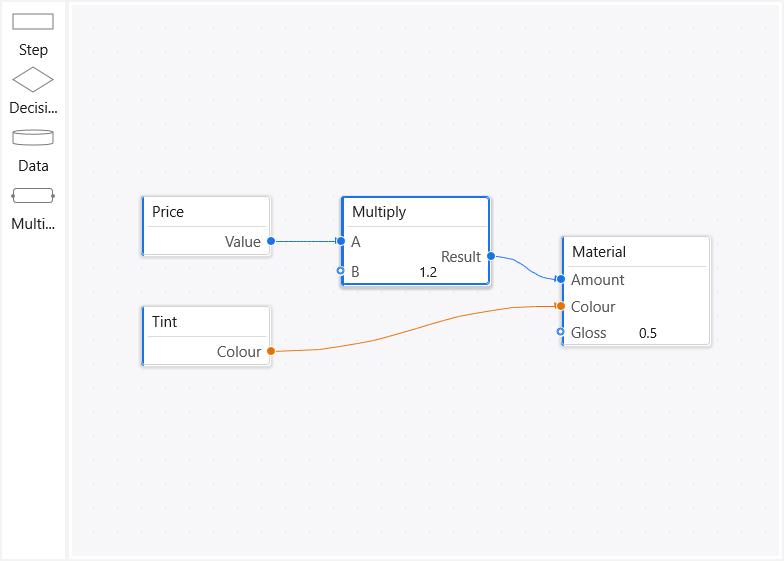 Step
Decisi...
Data
Multi...
Price
Value
Multiply
A
Result
B 1.2
Tint
Colour
Material
Amount
Colour
Gloss 0.5